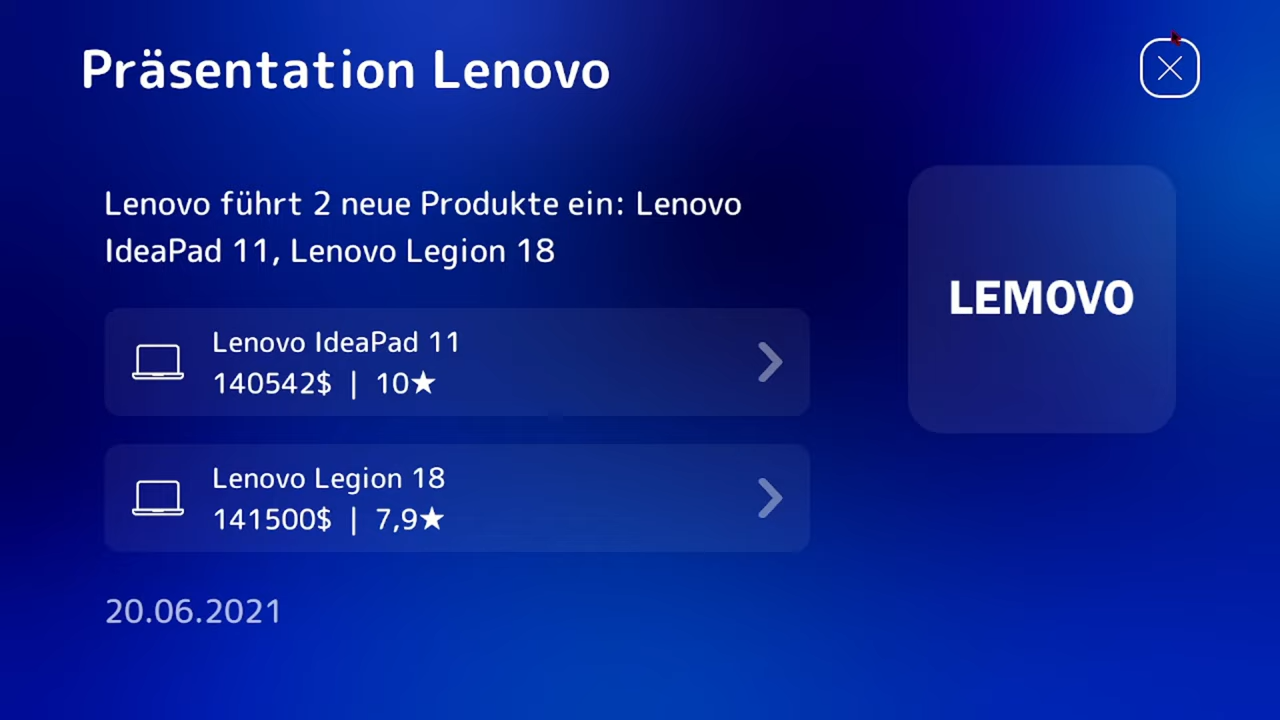 Präsentation Lenovo
Lenovo führt 2 neue Produkte ein: Lenovo
IdeaPad 11, Lenovo Legion 18
LEMOVO
Lenovo IdeaPad 11
140542$ | 10★
Lenovo Legion 18
141500$ | 7,9★
20.06.2021